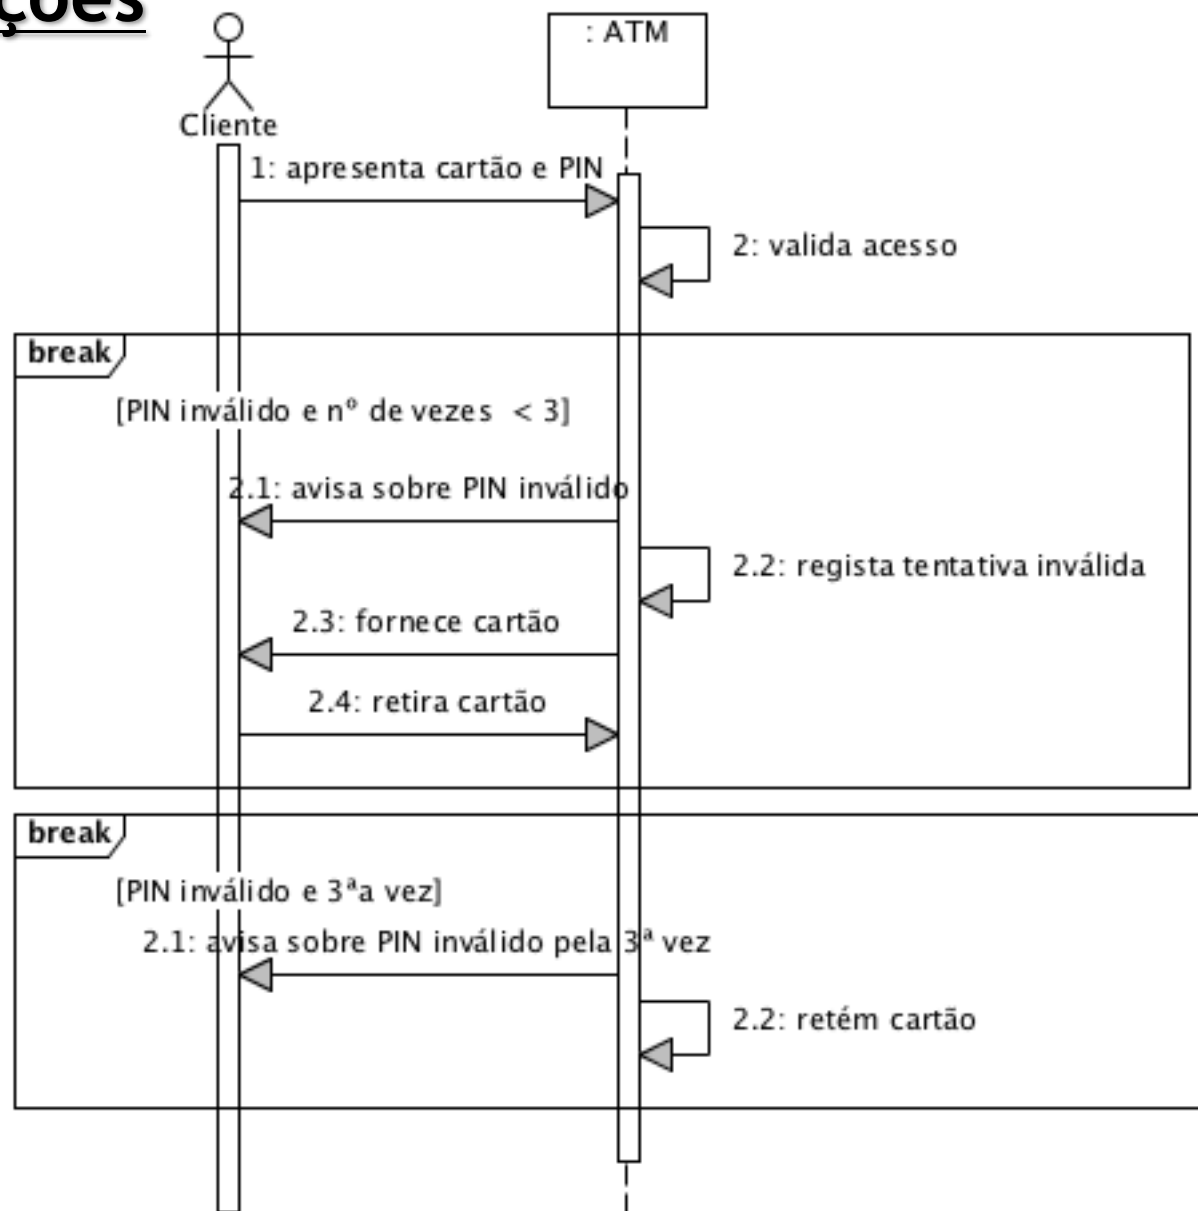 ções
: ATM
Cliente
1: apresenta cartão e PIN
2: valida acesso
break
[PIN inválido e nº de vezes < 3]
2.1: avisa sobre PIN inválido
2.2: regista tentativa inválida
2.3: fornece cartão
2.4: retira cartão
break
[PIN inválido e 3ªa vez]
2.1: avisa sobre PIN inválido pela 3ª vez
2.2: retém cartão